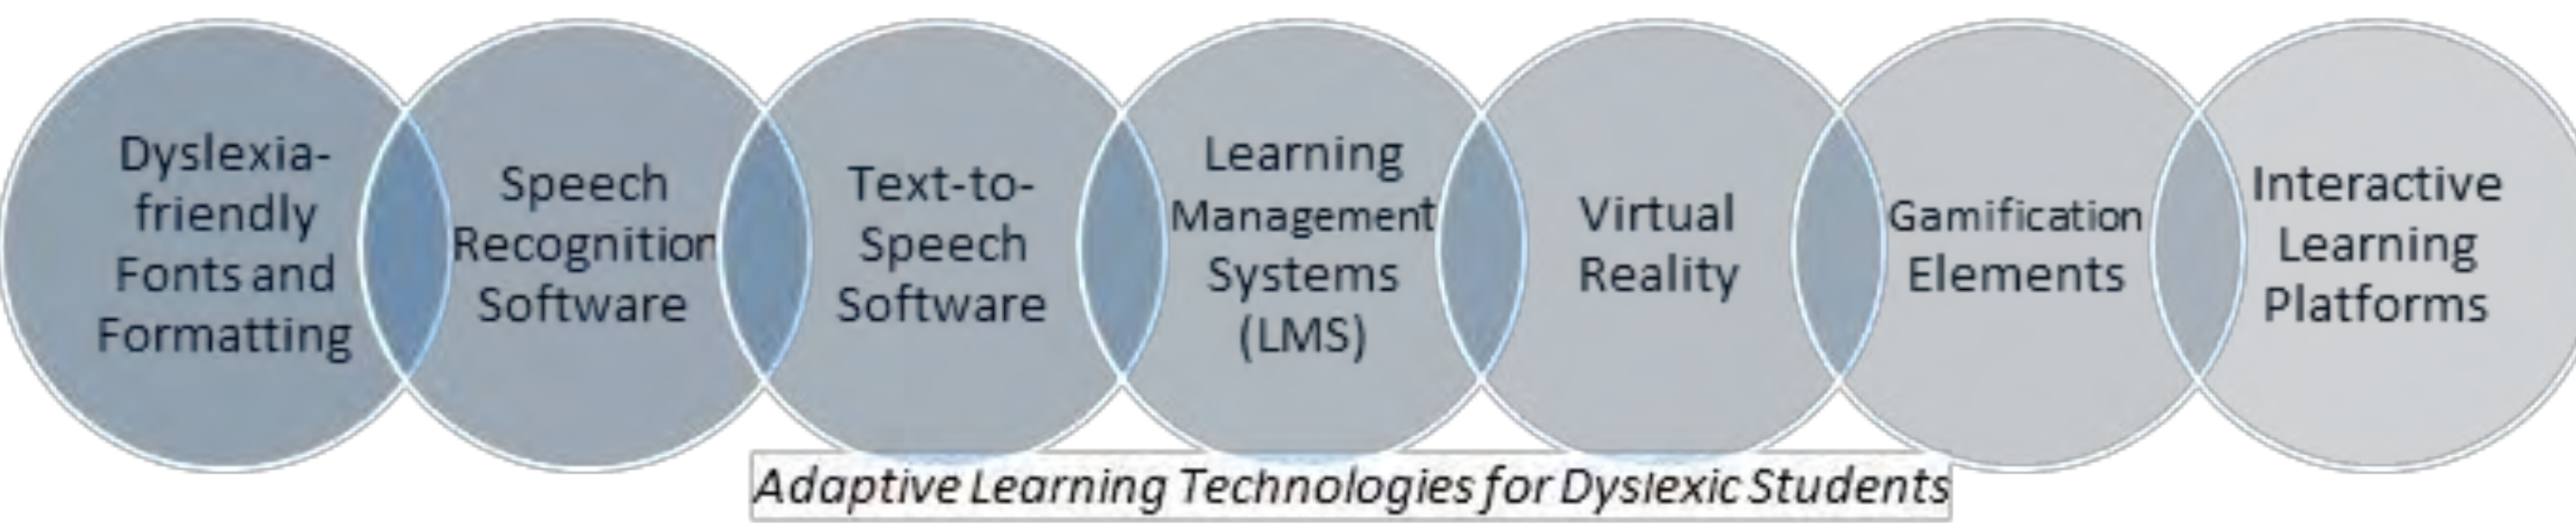 Dyslexia-
friendly
Fonts and
Formatting
Speech
Recognition
Software
Text-to-
Speech
Software
Learning
Management
Systems
(LMS)
Virtual
Reality
Gamification
Elements
Interactive
Learning
Platforms
Adaptive Learning Technologies for Dyslexic Students